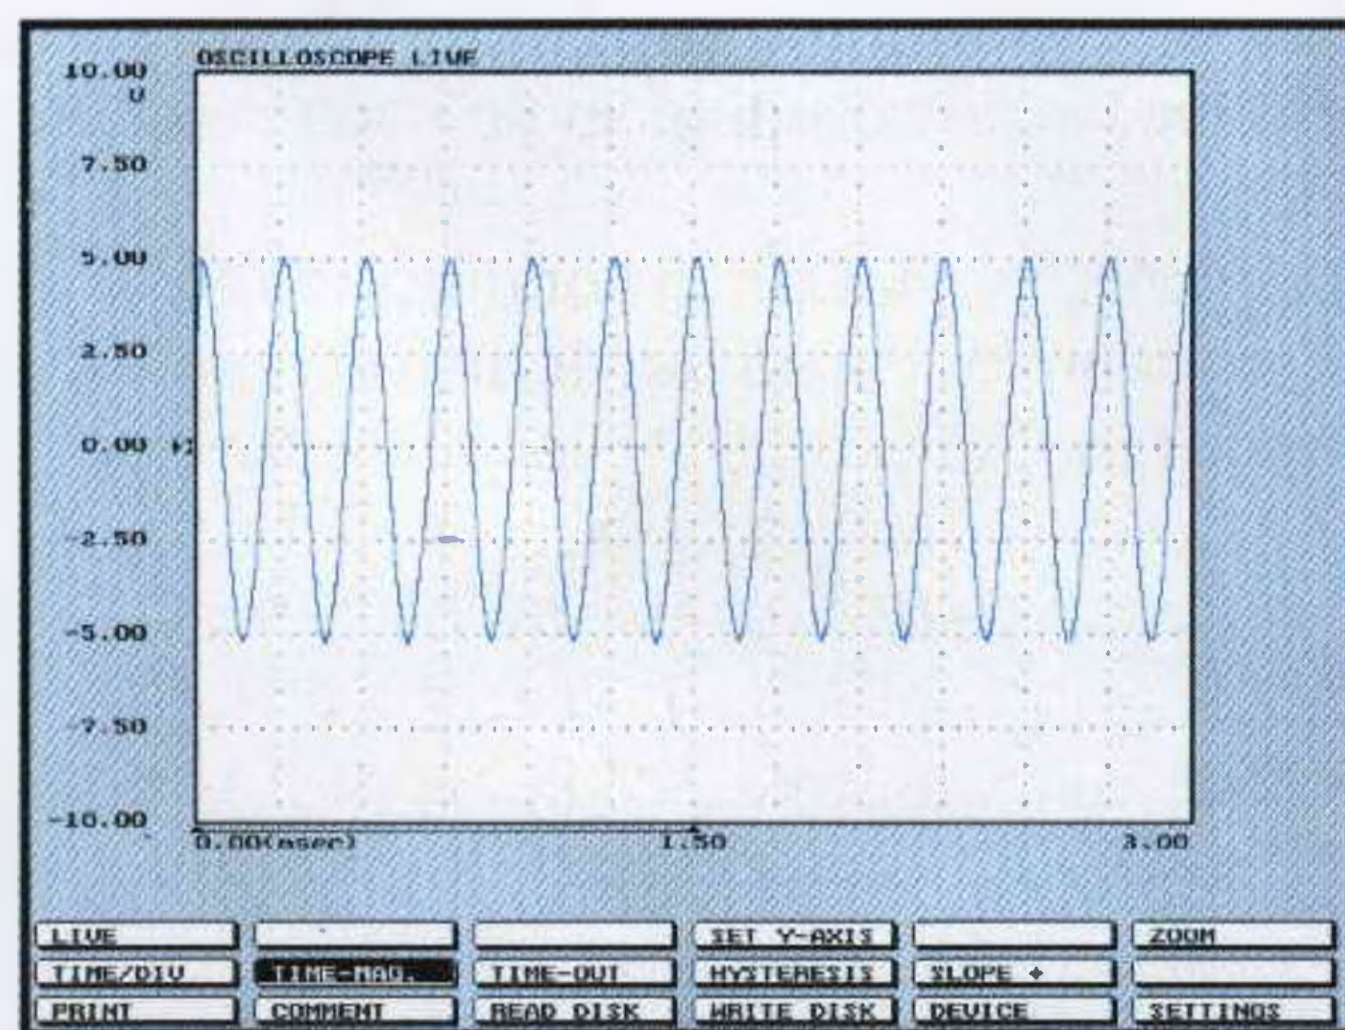 OSCILLOSCOPE LIVE
10.00
V
7.50
5.00
2.50
0.00
-2.50
-5.00
-7.50
-10.00
0.00(msec) 1.50 3.00
LIVE SET Y-AXIS ZOOM
TIME/DIV TIME-MAG. TIME-OUT HYSTERESIS SLOPE +
PRINT COMMENT READ DISK WRITE DISK DEVICE SETTINGS